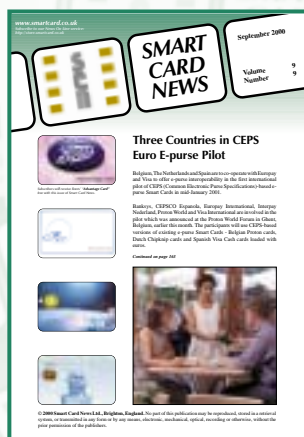 www.smartcard.co.uk
September 2000
SMART
CARD
NEWS
Volume 9
Number 9
Three Countries in CEPS
Euro E-purse Pilot
Belgium, The Netherlands and Spain are to co-operate with Europay
and Visa to offer e-purse interoperability in the first international
pilot of CEPS (Common Electronic Purse Specifications)-based e-
purse Smart Cards in mid-January 2001.
Banksys, CEPSCO Espanola, Europay International, Interpay
Nederland, Proton World and Visa International are involved in the
pilot which was announced at the Proton World Forum in Ghent,
Belgium, earlier this month. The participants will use CEPS-based
versions of existing e-purse Smart Cards - Belgian Proton cards,
Dutch Chipknip cards and Spanish Visa Cash cards loaded with
euros.
Continued on page 163
© 2000 Smart Card News Ltd., Brighton, England. No part of this publication may be reproduced, stored in a retrieval
system, or transmitted in any form or by any means, electronic, mechanical, optical, recording or otherwise, without the
prior permission of the publishers.